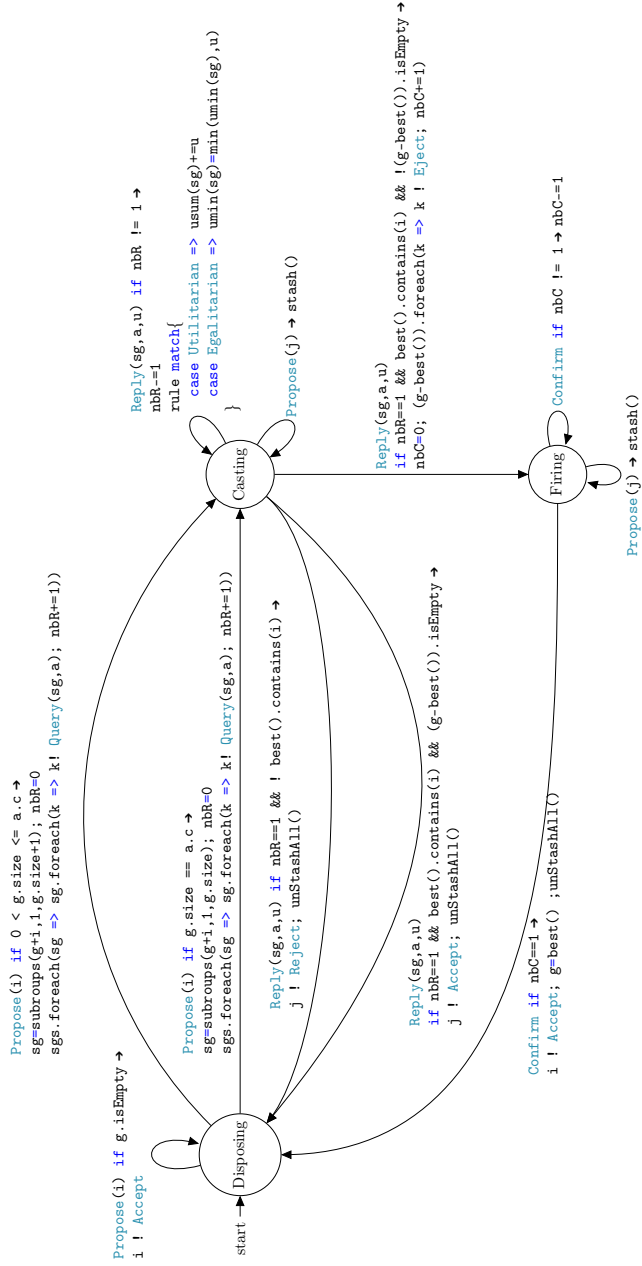 Propose(i) if g.isEmpty →
i ! Accept
Propose(i) if 0 < g.size <= a.c →
sg=subroups(g+i,1,g.size+1); nbR=0
sgs.foreach(sg => sg.foreach(k => k! Query(sg,a); nbR+=1))
Reply(sg,a,u) if nbR != 1 →
nbR-=1
rule match{
case Utilitarian => usum(sg)+=u
case Egalitarian => umin(sg)=min(umin(sg),u)
}
Propose(i) if g.size == a.c →
sg=subroups(g+i,1,g.size); nbR=0
sgs.foreach(sg => sg.foreach(k => k! Query(sg,a); nbR+=1))
start
Disposing
Casting
Propose(j) → stash()
Reply(sg,a,u) if nbR==1 && ! best().contains(i) →
j ! Reject; unStashAll()
Reply(sg,a,u)
if nbR==1 && best().contains(i) && (g-best()).isEmpty →
j ! Accept; unStashAll()
Reply(sg,a,u)
if nbR==1 && best().contains(i) && !(g-best()).isEmpty →
nbC=0; (g-best()).foreach(k => k ! Eject; nbC+=1)
Confirm if nbC==1 →
i ! Accept; g=best() ;unStashAll()
Firing
Confirm if nbC != 1 → nbC-=1
Propose(j) → stash()